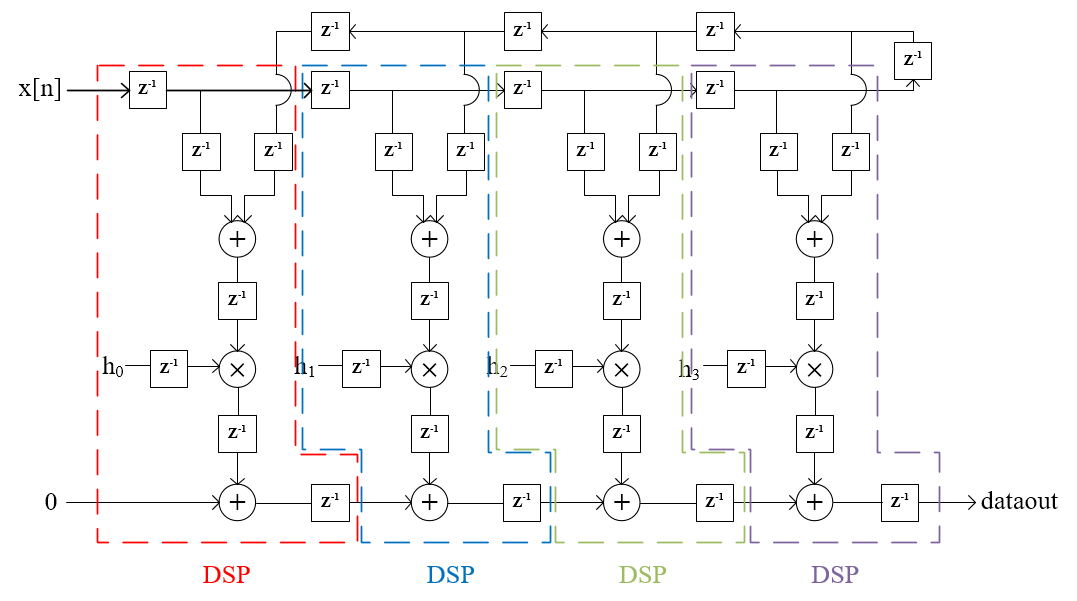 z⁻¹ z⁻¹ z⁻¹
z⁻¹
x[n] z⁻¹ z⁻¹ z⁻¹ z⁻¹
z⁻¹ z⁻¹ z⁻¹ z⁻¹ z⁻¹ z⁻¹ z⁻¹ z⁻¹
+ + + +
z⁻¹ z⁻¹ z⁻¹ z⁻¹
h₀ z⁻¹ × h₁ z⁻¹ × h₂ z⁻¹ × h₃ z⁻¹ ×
z⁻¹ z⁻¹ z⁻¹ z⁻¹
0 + z⁻¹ + z⁻¹ + z⁻¹ + z⁻¹ dataout
DSP DSP DSP DSP